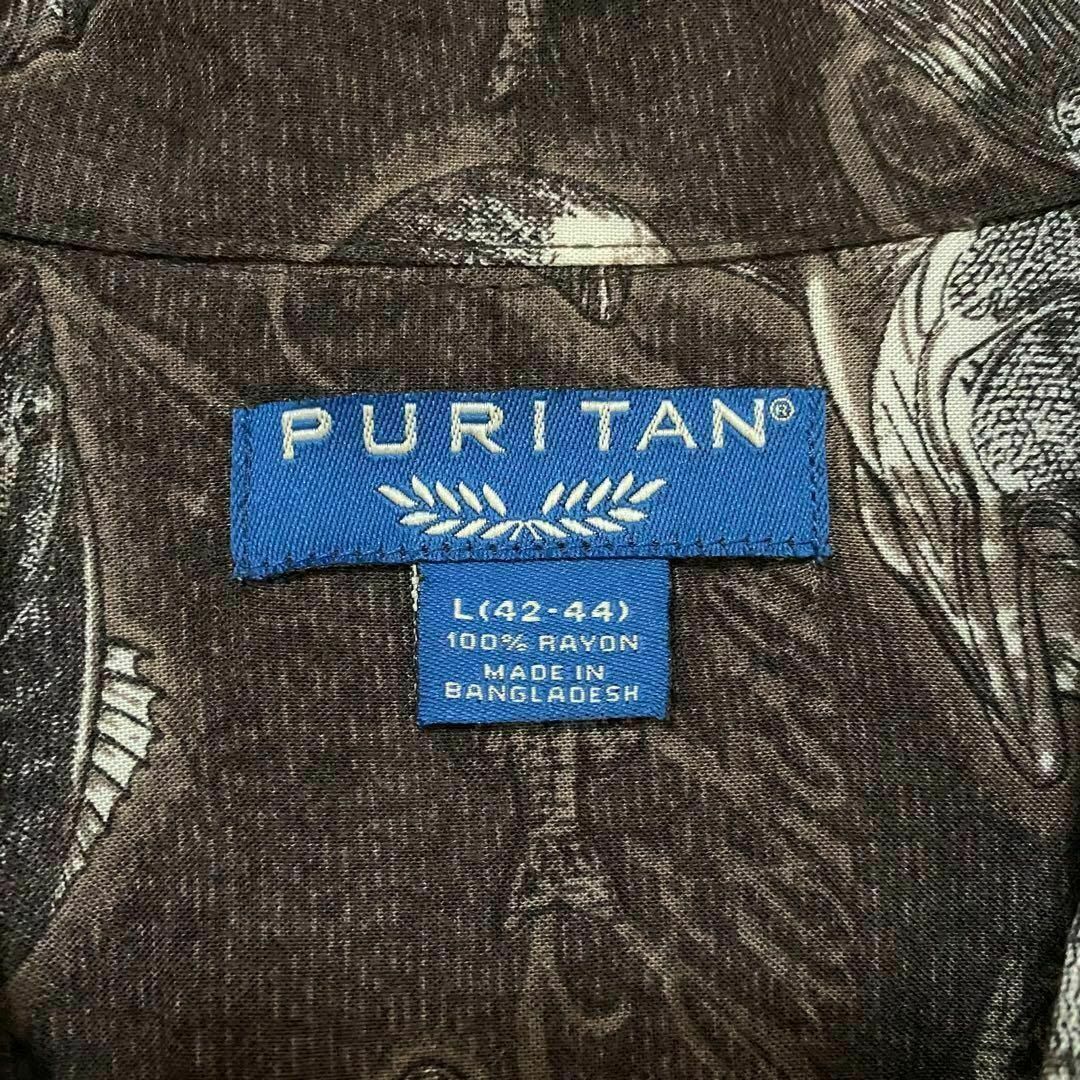 PURITAN®
L(42-44)
100% RAYON
MADE IN
BANGLADESH